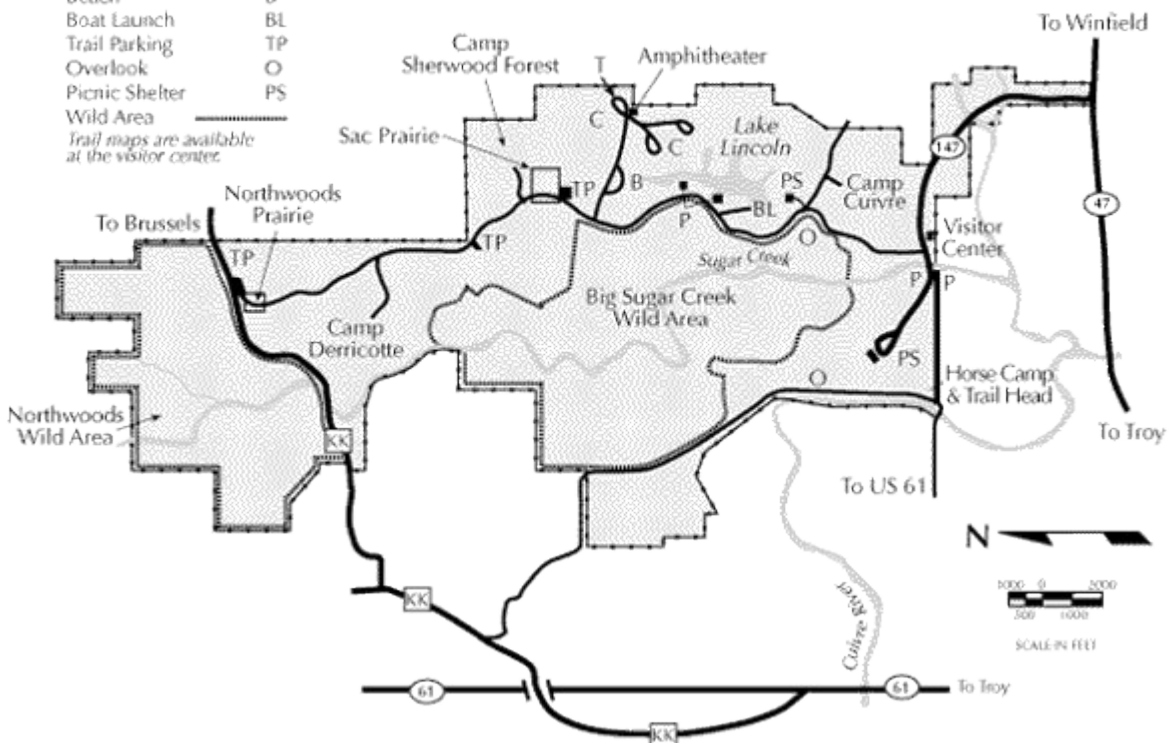 Beach B
Boat Launch BL
Trail Parking TP
Overlook O
Picnic Shelter PS
Wild Area
Trail maps are available
at the visitor center.
To Winfield
Camp
Sherwood Forest
T
Amphitheater
C
C
Sac Prairie
Lake
Lincoln
147
TP
B
PS
Northwoods
Prairie
P
BL
Camp
Cuivre
47
To Brussels
TP
TP
O
Visitor
Center
Sugar Creek
P
P
Big Sugar Creek
Wild Area
Camp
Derricotte
PS
O
Horse Camp
& Trail Head
Northwoods
Wild Area
KK
To Troy
To US 61
N
KK
Cuivre River
SCALE IN FEET
61
61
To Troy
KK